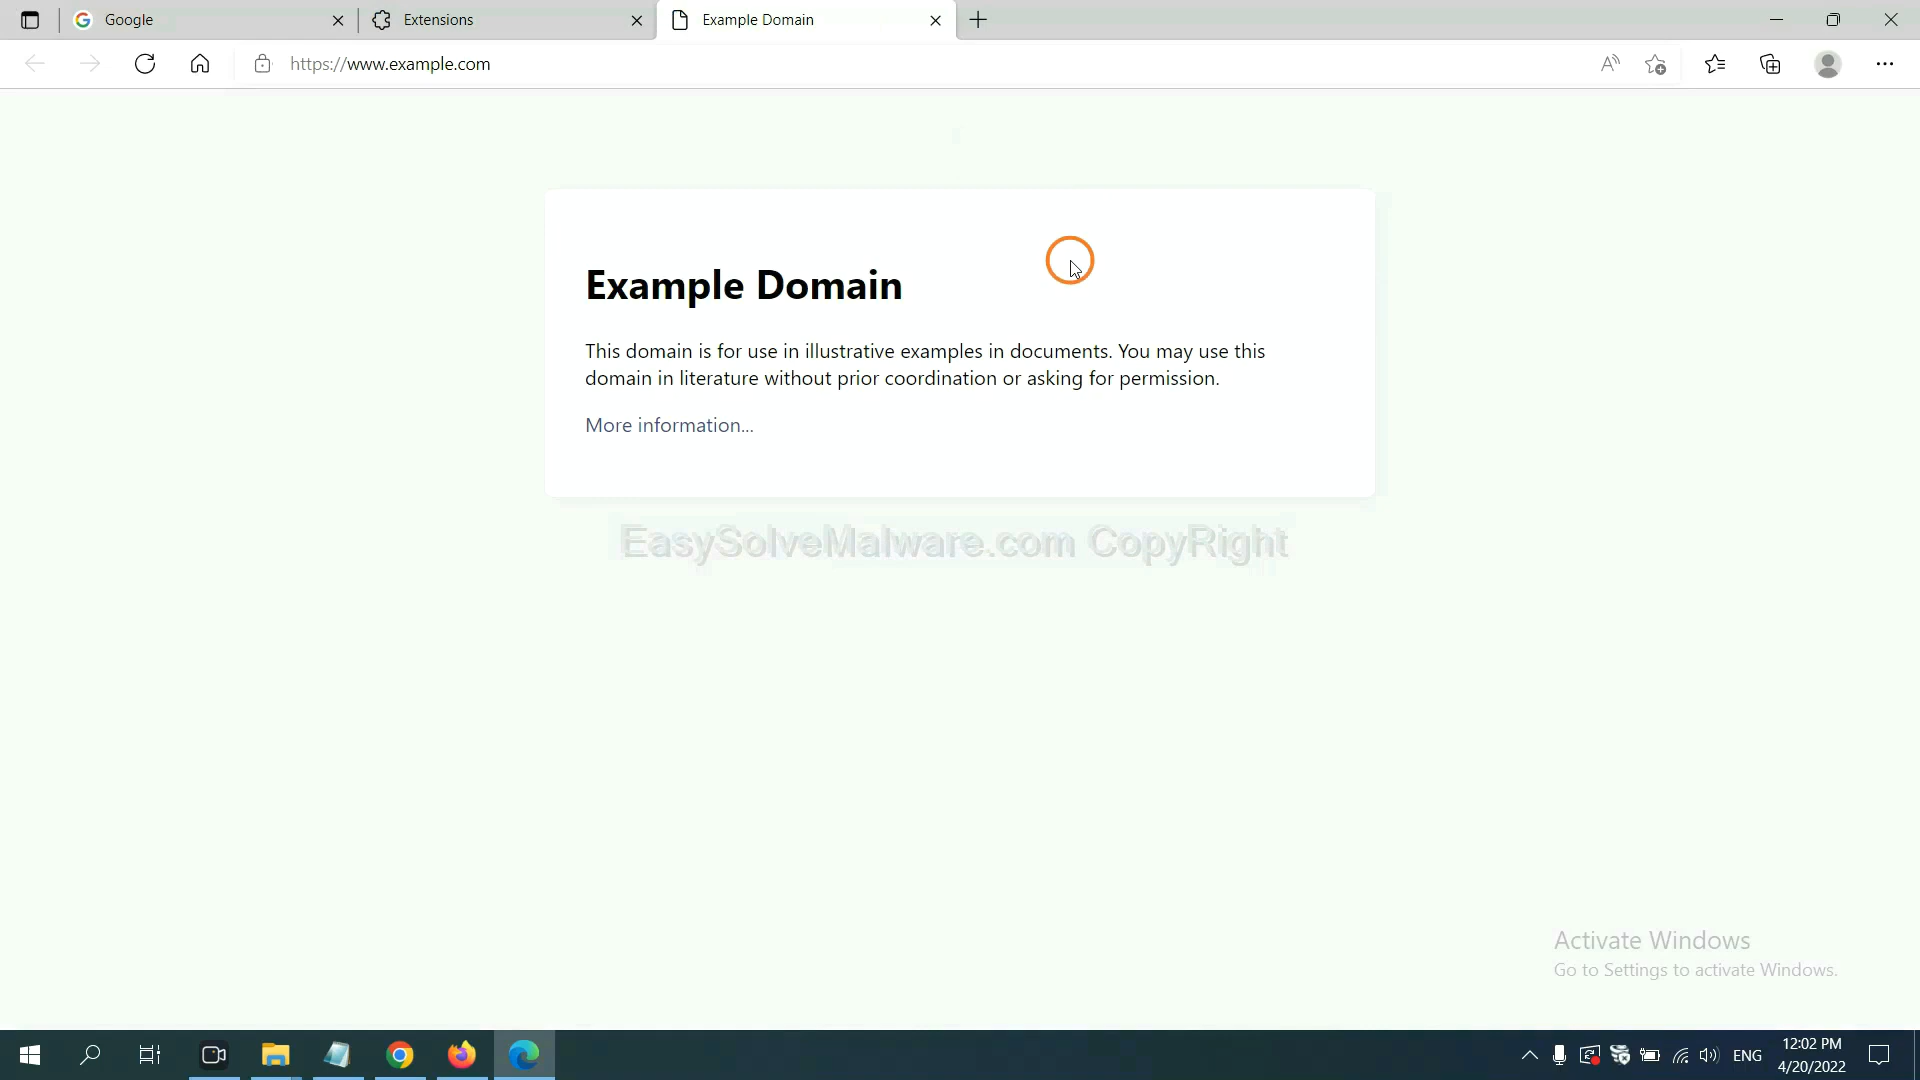 Google
Extensions
Example Domain
https://www.example.com
Example Domain
This domain is for use in illustrative examples in documents. You may use this
domain in literature without prior coordination or asking for permission.
More information...
EasySolveMalware.com CopyRight
Activate Windows
Go to Settings to activate Windows.
ENG
12:02 PM
4/20/2022